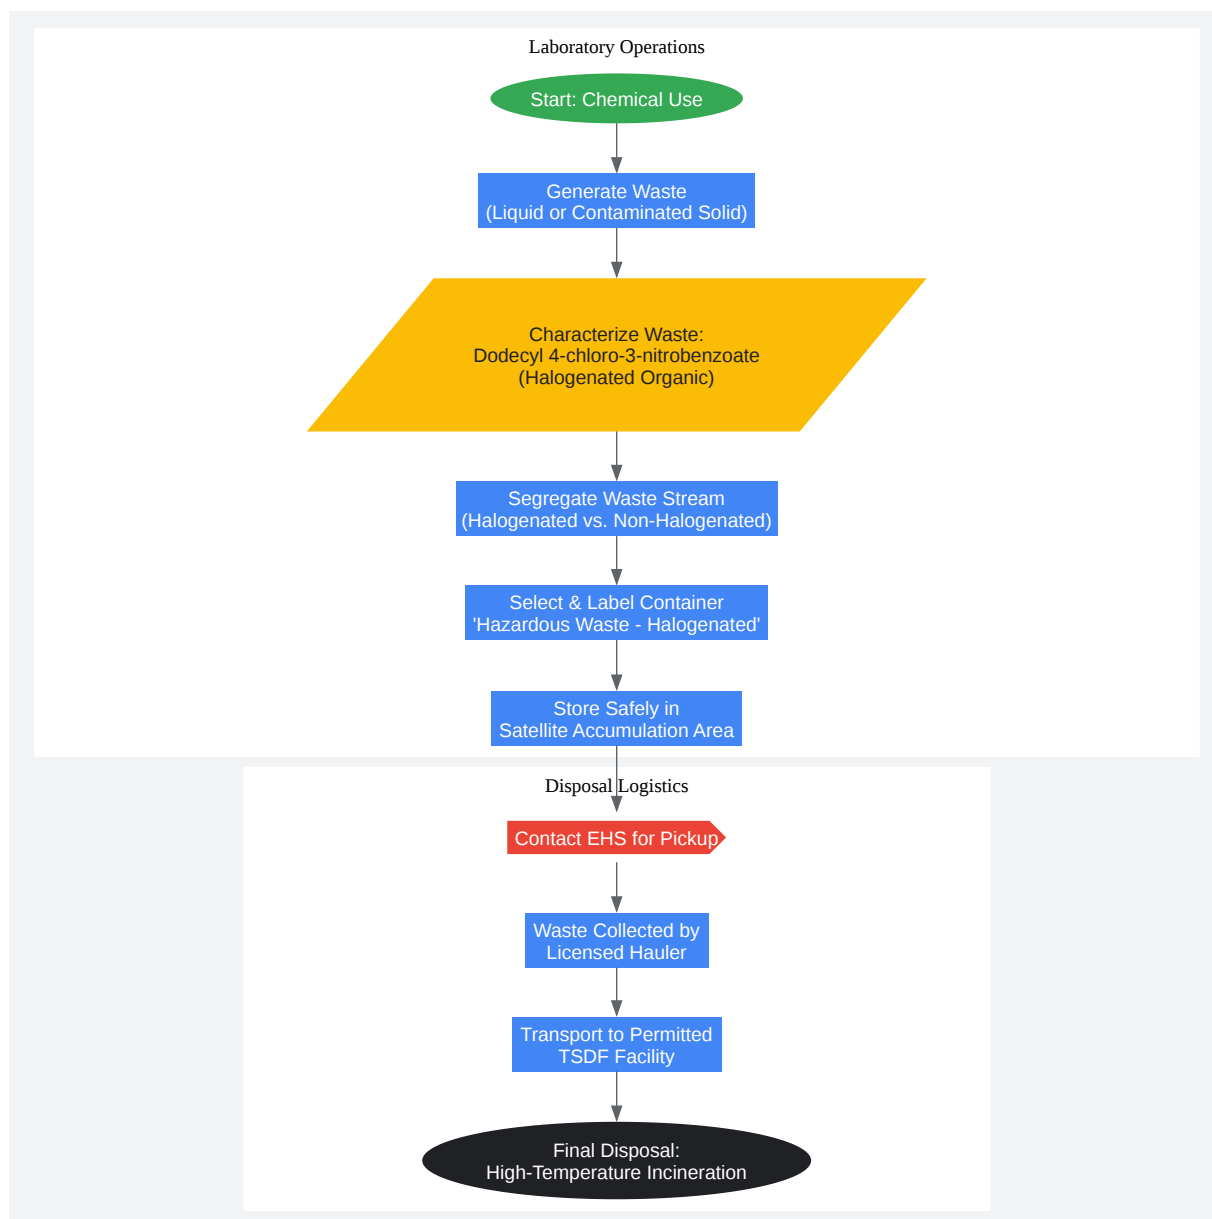 Laboratory Operations
Start: Chemical Use
Generate Waste
(Liquid or Contaminated Solid)
Characterize Waste:
Dodecyl 4-chloro-3-nitrobenzoate
(Halogenated Organic)
Segregate Waste Stream
(Halogenated vs. Non-Halogenated)
Select & Label Container
'Hazardous Waste - Halogenated'
Store Safely in
Satellite Accumulation Area
Disposal Logistics
Contact EHS for Pickup
Waste Collected by
Licensed Hauler
Transport to Permitted
TSDF Facility
Final Disposal:
High-Temperature Incineration